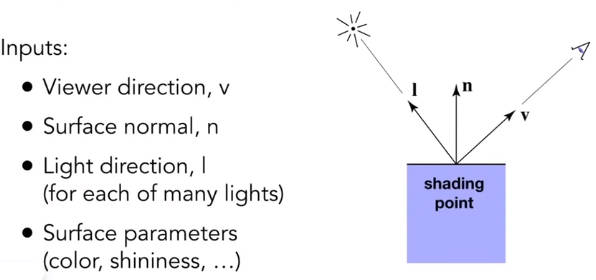 Inputs:
● Viewer direction, v
● Surface normal, n
● Light direction, l
(for each of many lights)
● Surface parameters
(color, shininess, …)
l
n
v
shading
point